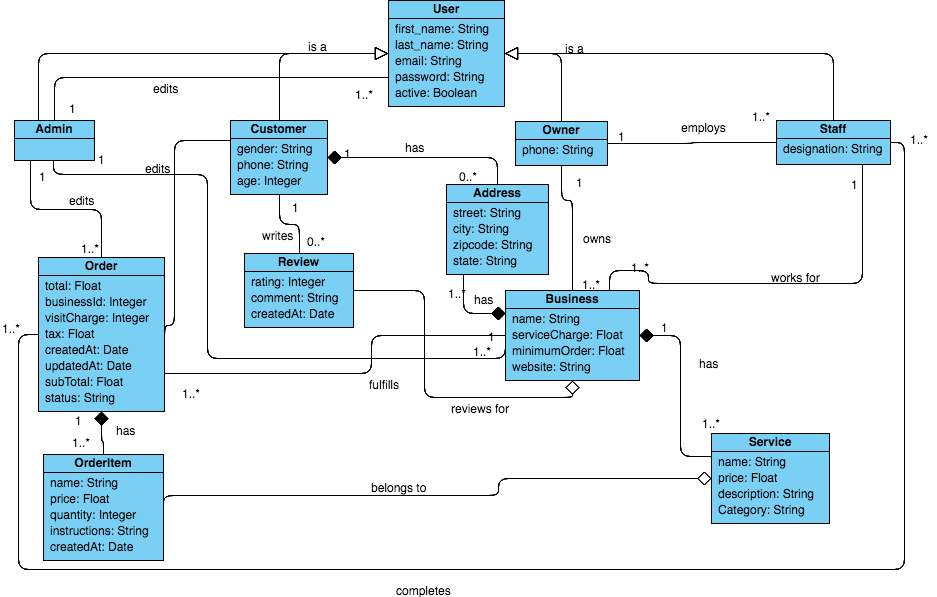 User
first_name: String
last_name: String
email: String
password: String
active: Boolean
is a
is a
edits
1..*
1
Admin
Customer
gender: String
phone: String
age: Integer
Owner
phone: String
1
employs
1..*
Staff
designation: String
1..*
1
has
0..*
1
edits
1
edits
1..*
1
writes
0..*
Address
street: String
city: String
zipcode: String
state: String
1
owns
1..*
1
works for
1..*
Order
total: Float
businessId: Integer
visitCharge: Integer
tax: Float
createdAt: Date
updatedAt: Date
subTotal: Float
status: String
Review
rating: Integer
comment: String
createdAt: Date
1..*
has
Business
name: String
serviceCharge: Float
minimumOrder: Float
website: String
1..*
1
1..*
fulfills
1..*
reviews for
1
has
1..*
1
has
1..*
OrderItem
name: String
price: Float
quantity: Integer
instructions: String
createdAt: Date
belongs to
Service
name: String
price: Float
description: String
Category: String
completes